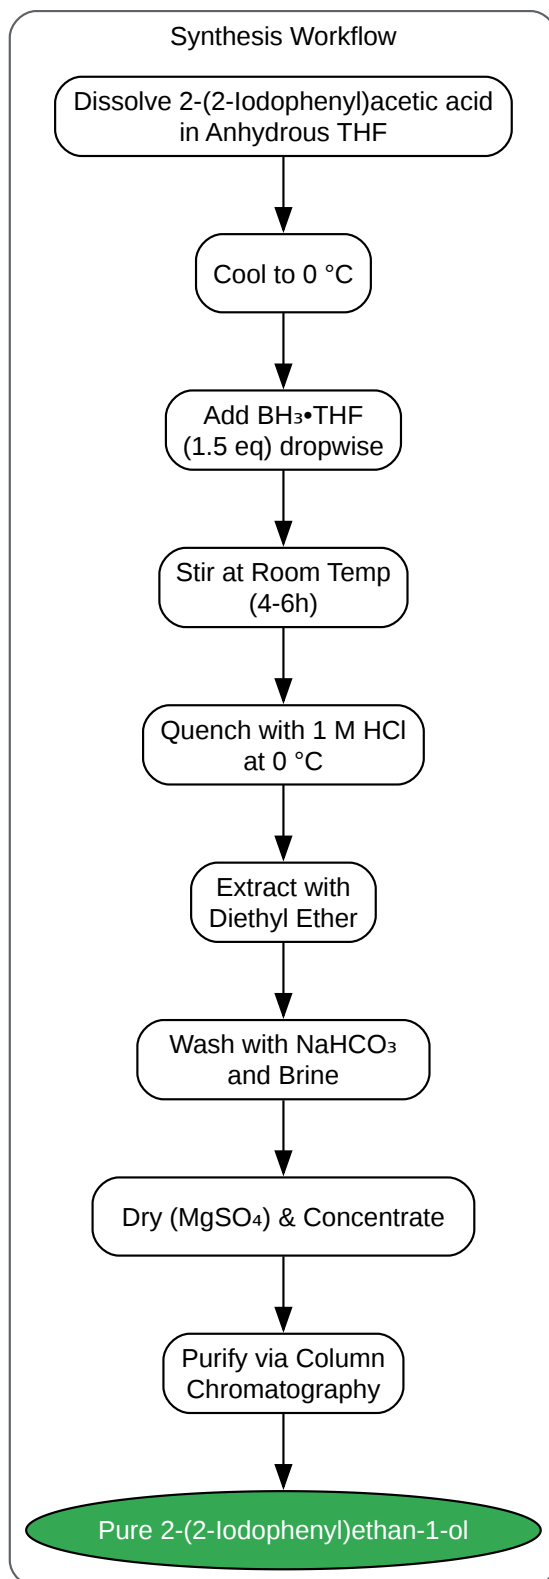 Synthesis Workflow
Dissolve 2-(2-Iodophenyl)acetic acid
in Anhydrous THF
Cool to 0 °C
Add BH₃•THF
(1.5 eq) dropwise
Stir at Room Temp
(4-6h)
Quench with 1 M HCl
at 0 °C
Extract with
Diethyl Ether
Wash with NaHCO₃
and Brine
Dry (MgSO₄) & Concentrate
Purify via Column
Chromatography
Pure 2-(2-Iodophenyl)ethan-1-ol